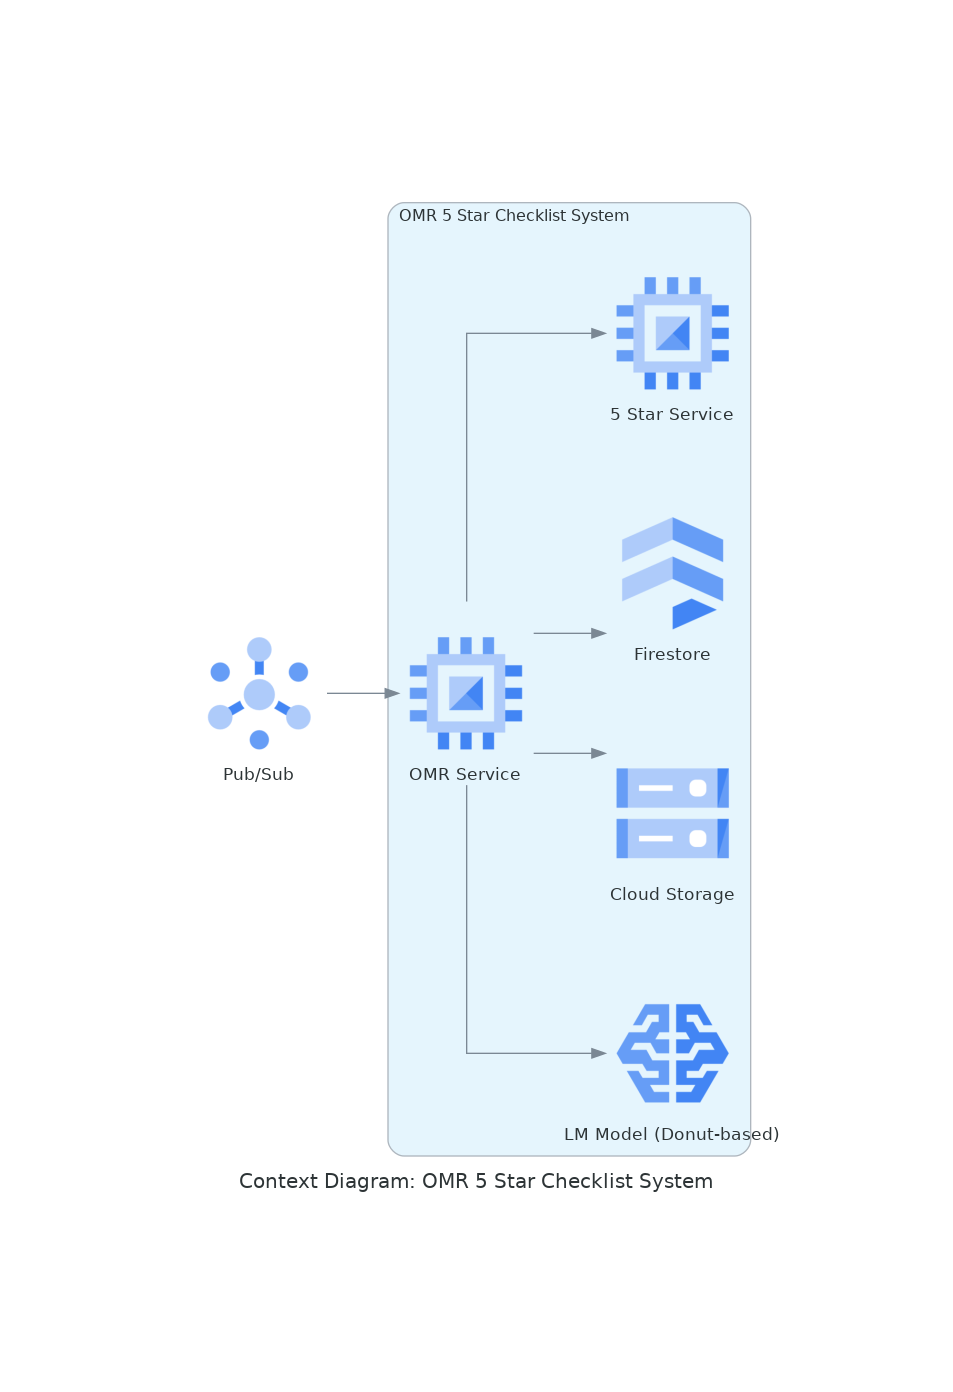 OMR 5 Star Checklist System
5 Star Service
Firestore
Pub/Sub
OMR Service
Cloud Storage
LM Model (Donut-based)
Context Diagram: OMR 5 Star Checklist System